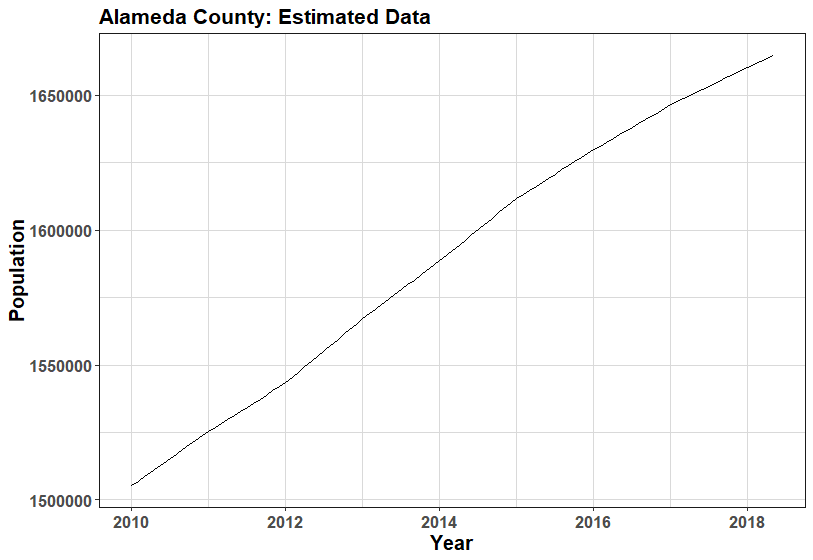 Alameda County: Estimated Data
Population
1650000
1600000
1550000
1500000
2010 2012 2014 2016 2018
Year